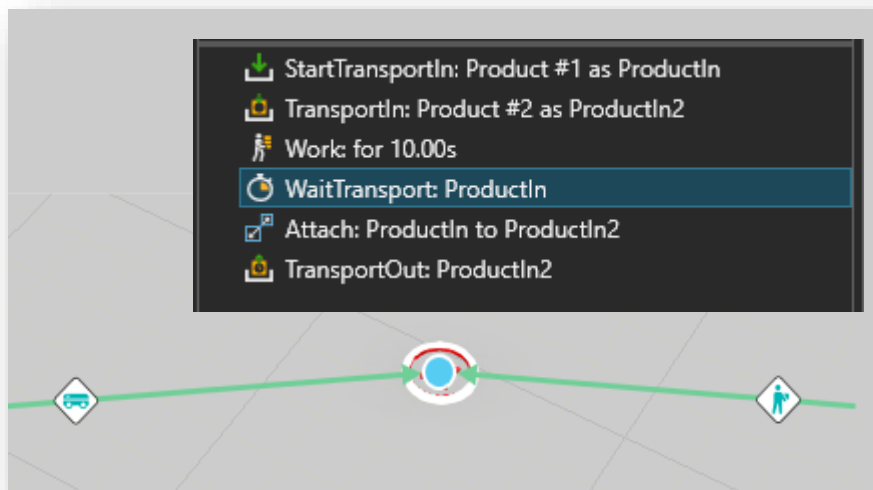 StartTransportIn: Product #1 as ProductIn
TransportIn: Product #2 as ProductIn2
Work: for 10.00s
WaitTransport: ProductIn
Attach: ProductIn to ProductIn2
TransportOut: ProductIn2